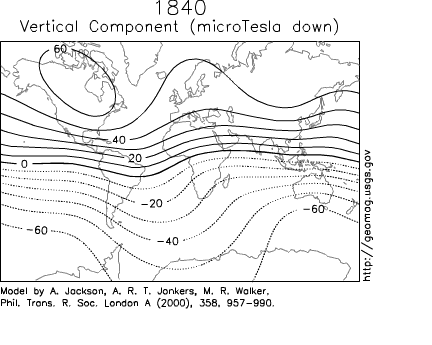 1840
Vertical Component (microTesla down)
60
40
20
0
-20
-60
-60
-40
http://geomag.usgs.gov
Model by A. Jackson, A. R. T. Jonkers, M. R. Walker,
Phil. Trans. R. Soc. London A (2000), 358, 957-990.